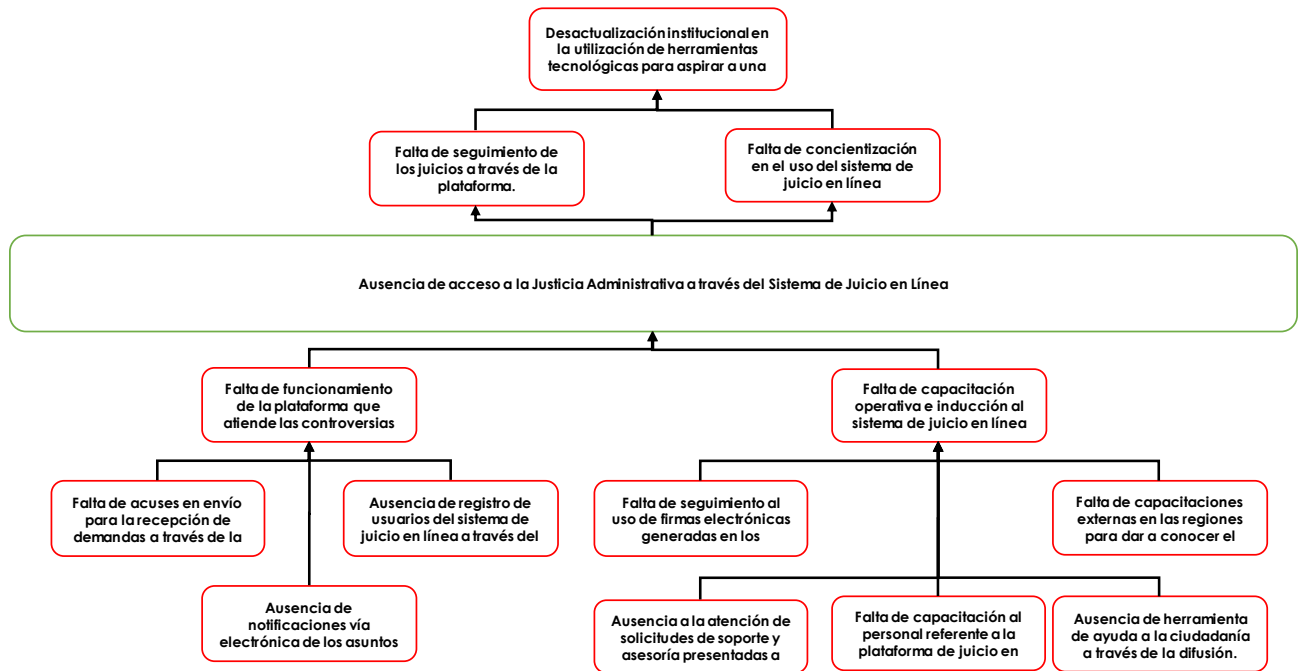 Desactualización institucional en
la utilización de herramientas
tecnológicas para aspirar a una
Falta de seguimiento de
los juicios a través de la
plataforma.
Falta de concientización
en el uso del sistema de
juicio en línea
Ausencia de acceso a la Justicia Administrativa a través del Sistema de Juicio en Línea
Falta de funcionamiento
de la plataforma que
atiende las controversias
Falta de capacitación
operativa e inducción al
sistema de juicio en línea
Falta de acuses en envío
para la recepción de
demandas a través de la
Ausencia de registro de
usuarios del sistema de
juicio en línea a través del
Falta de seguimiento al
uso de firmas electrónicas
generadas en los
Falta de capacitaciones
externas en las regiones
para dar a conocer el
Ausencia de
notificaciones vía
electrónica de los asuntos
Ausencia a la atención de
solicitudes de soporte y
asesoría presentadas a
Falta de capacitación al
personal referente a la
plataforma de juicio en
Ausencia de herramienta
de ayuda a la ciudadanía
a través de la difusión.